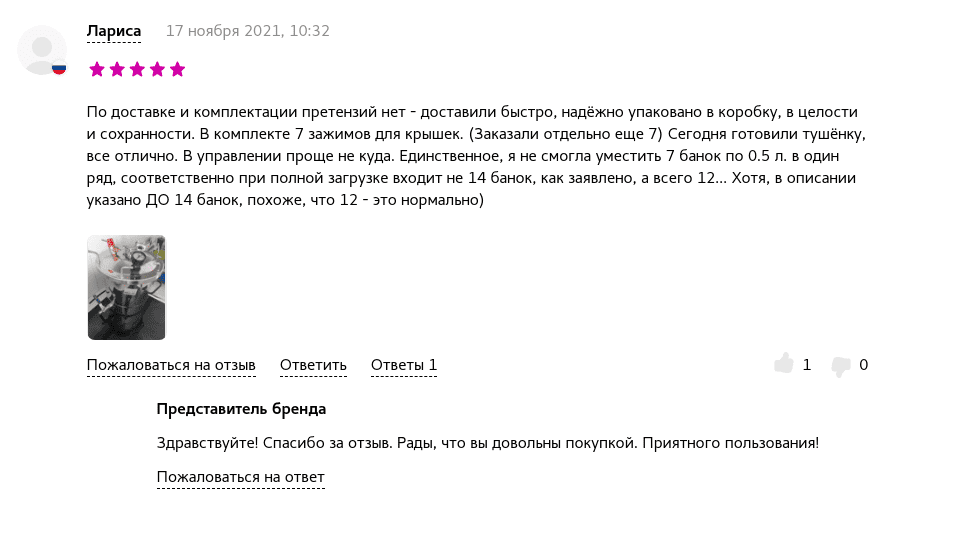 Лариса 17 ноября 2021, 10:32
По доставке и комплектации претензий нет - доставили быстро, надёжно упаковано в коробку, в целости
и сохранности. В комплекте 7 зажимов для крышек. (Заказали отдельно еще 7) Сегодня готовили тушёнку,
все отлично. В управлении проще не куда. Единственное, я не смогла уместить 7 банок по 0.5 л. в один
ряд, соответственно при полной загрузке входит не 14 банок, как заявлено, а всего 12... Хотя, в описании
указано ДО 14 банок, похоже, что 12 - это нормально)
Пожаловаться на отзыв Ответить Ответы 1 1 0
Представитель бренда
Здравствуйте! Спасибо за отзыв. Рады, что вы довольны покупкой. Приятного пользования!
Пожаловаться на ответ